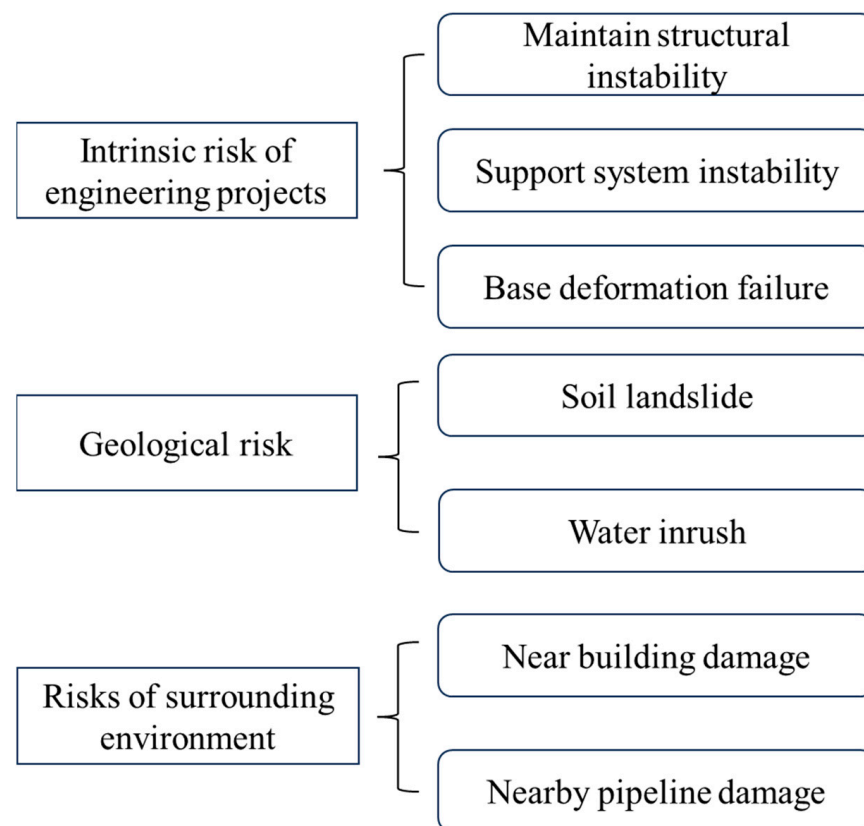 Maintain structural
instability
Intrinsic risk of
engineering projects
Support system instability
Base deformation failure
Soil landslide
Geological risk
Water inrush
Near building damage
Risks of surrounding
environment
Nearby pipeline damage